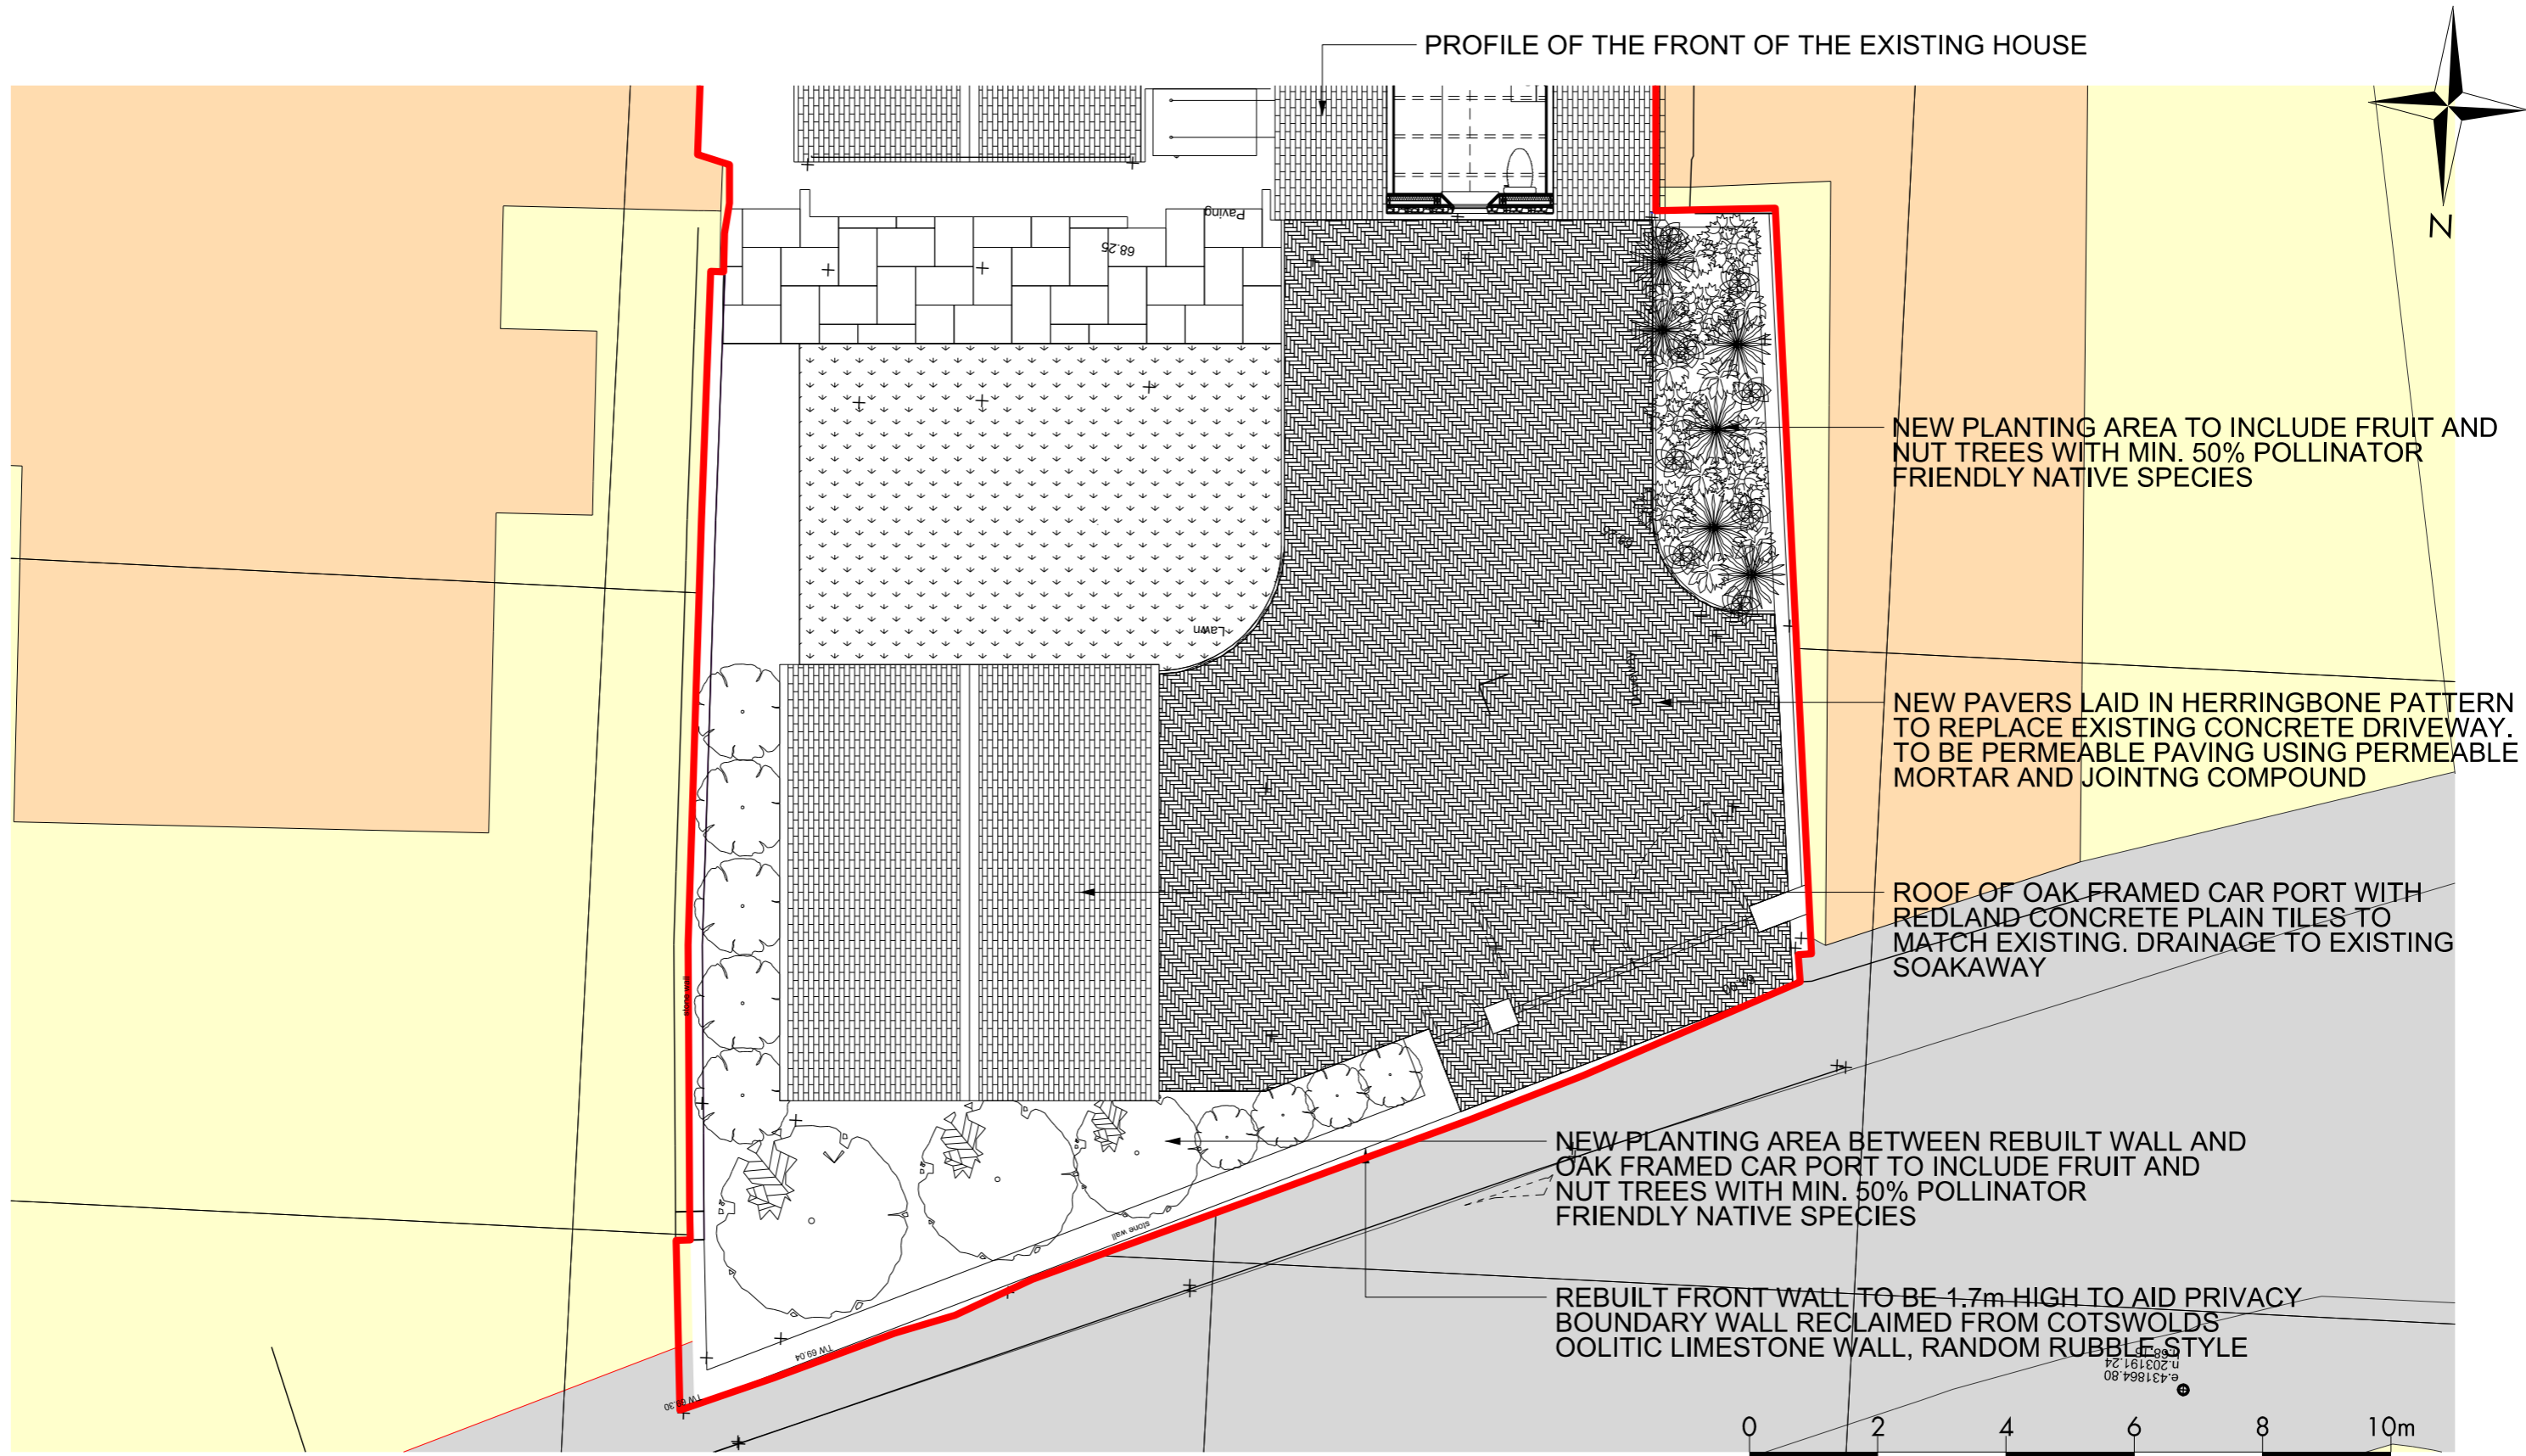 PROFILE OF THE FRONT OF THE EXISTING HOUSE
N
Paving
68.25
NEW PLANTING AREA TO INCLUDE FRUIT AND
NUT TREES WITH MIN. 50% POLLINATOR
FRIENDLY NATIVE SPECIES
Lawn
Driveway
NEW PAVERS LAID IN HERRINGBONE PATTERN
TO REPLACE EXISTING CONCRETE DRIVEWAY.
TO BE PERMEABLE PAVING USING PERMEABLE
MORTAR AND JOINTNG COMPOUND
ROOF OF OAK FRAMED CAR PORT WITH
REDLAND CONCRETE PLAIN TILES TO
MATCH EXISTING. DRAINAGE TO EXISTING
SOAKAWAY
stone wall
NEW PLANTING AREA BETWEEN REBUILT WALL AND
OAK FRAMED CAR PORT TO INCLUDE FRUIT AND
NUT TREES WITH MIN. 50% POLLINATOR
FRIENDLY NATIVE SPECIES
stone wall
REBUILT FRONT WALL TO BE 1.7m HIGH TO AID PRIVACY
BOUNDARY WALL RECLAIMED FROM COTSWOLDS
OOLITIC LIMESTONE WALL, RANDOM RUBBLE STYLE
TW 69.04
TW 69.30
e.431864.80
n.203191.24
0 2 4 6 8 10m